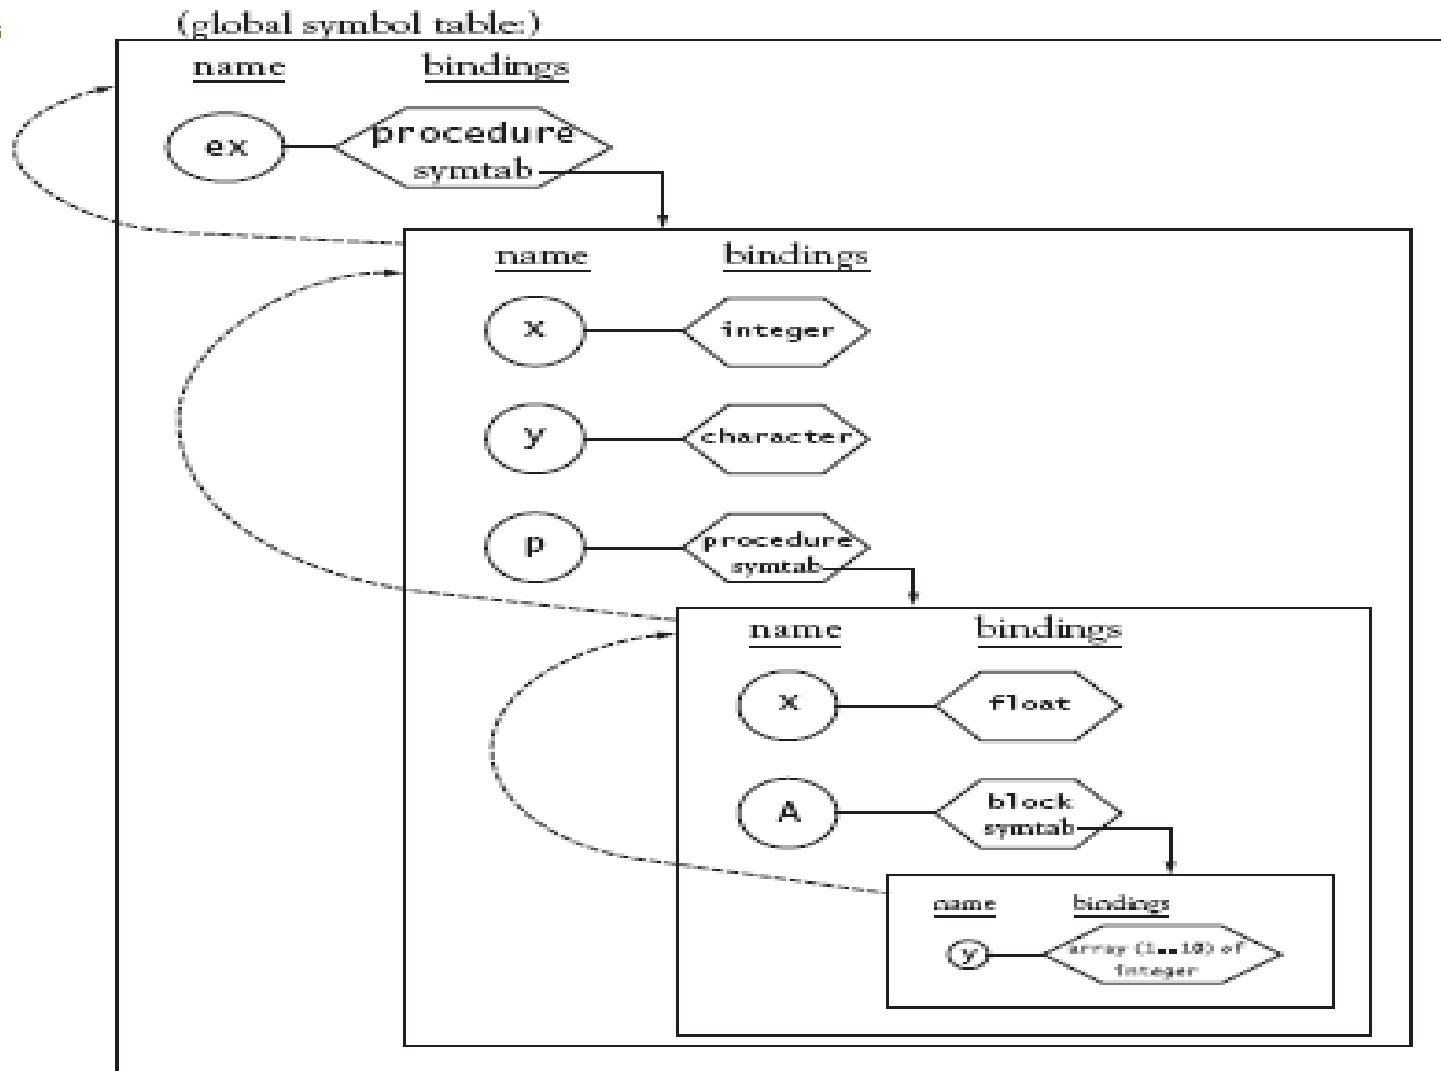 (global symbol table:)
name bindings
ex procedure
symtab
name bindings
x integer
y character
p procedure
symtab
name bindings
x float
A block
symtab
name bindings
y array (1..10) of
integer